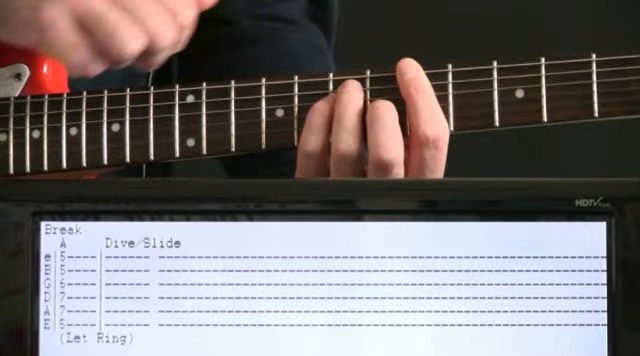 HDTV
Break
A Dive/Slide
e|5----|------ ------------------------------------------------------------
B|5----|------ ------------------------------------------------------------
G|6----|------ ------------------------------------------------------------
D|7----|------ ------------------------------------------------------------
A|7----|------ ------------------------------------------------------------
E|5----|------ ------------------------------------------------------------
(Let Ring)